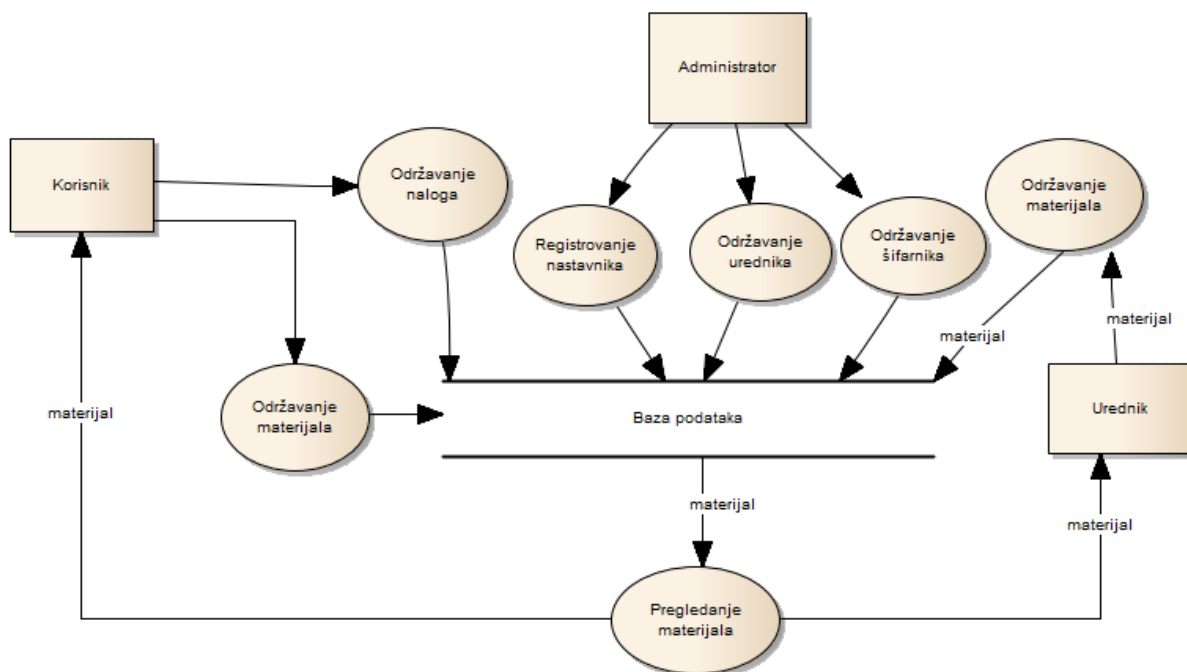 Administrator
Korisnik
Održavanje
naloga
Održavanje
materijala
Registrovanje
nastavnika
Održavanje
urednika
Održavanje
šifarnika
materijal
materijal
Održavanje
materijala
Baza podataka
Urednik
materijal
materijal
materijal
Pregledanje
materijala